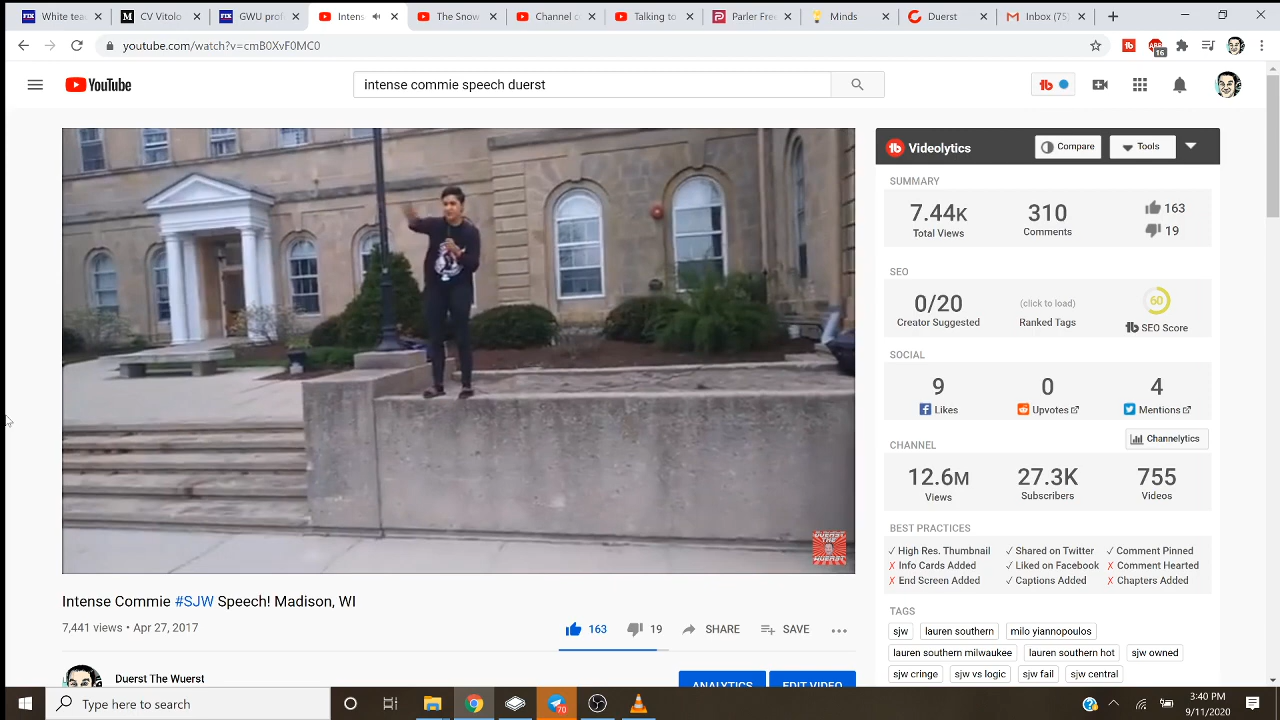 White tea
CV Vitolo
GWU prof
Intens
The Snow
Channel c
Talking to
Parler Fre
Minds
Duerst
Inbox (75)
youtube.com/watch?v=cmB0XvF0MC0
16
YouTube
intense commie speech duerst
Videolytics
Compare
Tools
SUMMARY
7.44K 310 163
Total Views Comments 19
SEO
0/20 (click to load) 60
Creator Suggested Ranked Tags SEO Score
SOCIAL
9 0 4
Likes Upvotes Mentions
Channelytics
CHANNEL
12.6M 27.3K 755
Views Subscribers Videos
BEST PRACTICES
✓ High Res. Thumbnail ✓ Shared on Twitter ✓ Comment Pinned
✗ Info Cards Added ✓ Liked on Facebook ✗ Comment Hearted
✗ End Screen Added ✓ Captions Added ✗ Chapters Added
TAGS
sjw lauren southern milo yiannopoulos
lauren southern milwaukee lauren southern hot sjw owned
sjw cringe sjw vs logic sjw fail sjw central
DUERST THE WUERST
Intense Commie #SJW Speech! Madison, WI
7,441 views • Apr 27, 2017
163 19 SHARE SAVE
Duerst The Wuerst
ANALYTICS EDIT VIDEO
Type here to search
70
3:40 PM
9/11/2020